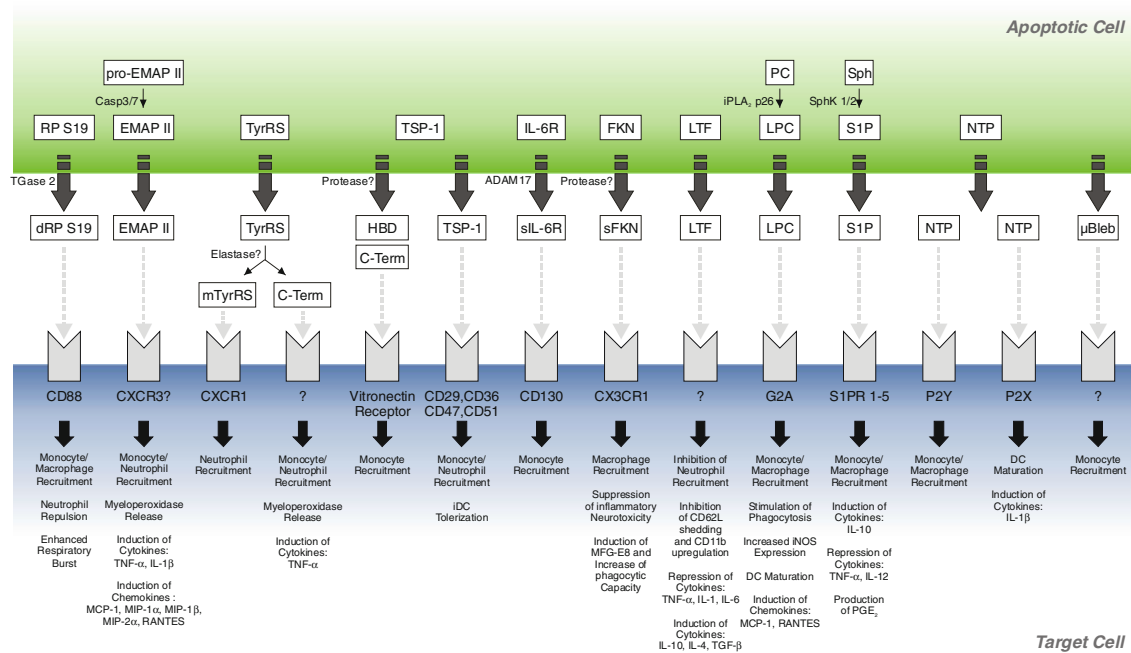 Apoptotic Cell
pro-EMAP II
PC
Sph
Casp3/7
iPLA₂ p26
SphK 1/2
RP S19
EMAP II
TyrRS
TSP-1
IL-6R
FKN
LTF
LPC
S1P
NTP
TGase 2
Protease?
ADAM17
Protease?
dRP S19
EMAP II
TyrRS
HBD
TSP-1
sIL-6R
sFKN
LTF
LPC
S1P
NTP
NTP
µBleb
Elastase?
C-Term
mTyrRS
C-Term
CD88
CXCR3?
CXCR1
?
Vitronectin
Receptor
CD29,CD36
CD47,CD51
CD130
CX3CR1
?
G2A
S1PR 1-5
P2Y
P2X
?
Monocyte/
Macrophage
Recruitment
Neutrophil
Repulsion
Enhanced
Respiratory
Burst
Monocyte/
Neutrophil
Recruitment
Myeloperoxidase
Release
Induction of
Cytokines:
TNF-α, IL-1β
Induction of
Chemokines :
MCP-1, MIP-1α, MIP-1β,
MIP-2α, RANTES
Neutrophil
Recruitment
Monocyte/
Neutrophil
Recruitment
Myeloperoxidase
Release
Induction of
Cytokines:
TNF-α
Monocyte
Recruitment
Monocyte/
Neutrophil
Recruitment
iDC
Tolerization
Monocyte
Recruitment
Macrophage
Recruitment
Suppression
of inflammatory
Neurotoxicity
Induction of
MFG-E8 and
Increase of
phagocytic
Capacity
Inhibition of
Neutrophil
Recruitment
Inhibition
of CD62L
shedding
and CD11b
upregulation
Repression of
Cytokines:
TNF-α, IL-1, IL-6
Induction of
Cytokines:
IL-10, IL-4, TGF-β
Monocyte/
Macrophage
Recruitment
Stimulation of
Phagocytosis
Increased iNOS
Expression
DC Maturation
Induction of
Chemokines:
MCP-1, RANTES
Monocyte/
Macrophage
Recruitment
Induction of
Cytokines:
IL-10
Repression of
Cytokines:
TNF-α, IL-12
Production
of PGE₂
Monocyte/
Macrophage
Recruitment
DC
Maturation
Induction of
Cytokines:
IL-1β
Monocyte
Recruitment
Target Cell